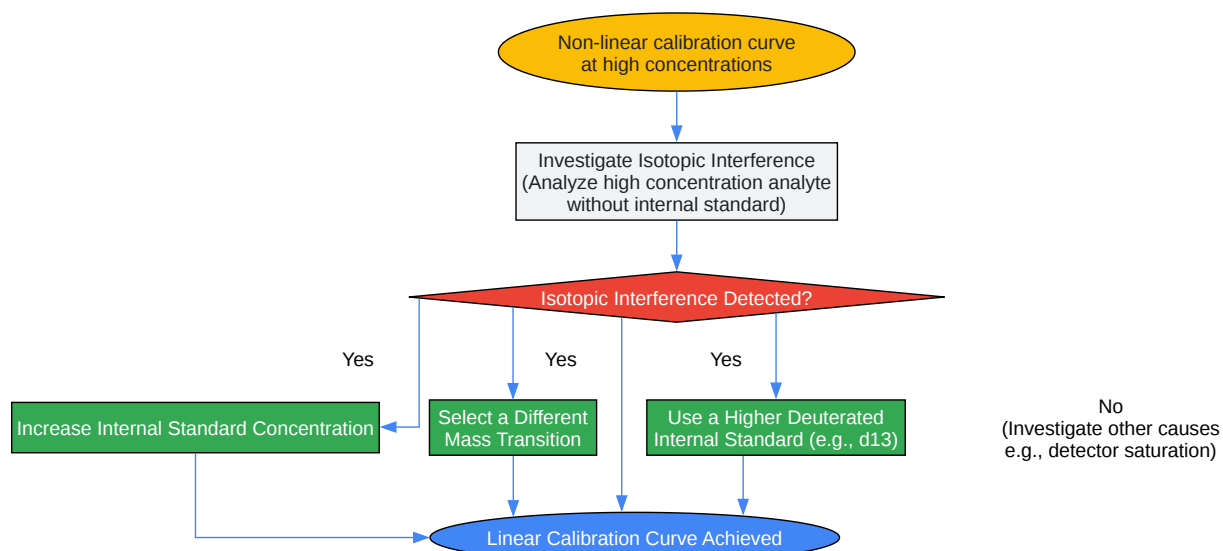 Non-linear calibration curve
at high concentrations
Investigate Isotopic Interference
(Analyze high concentration analyte
without internal standard)
Isotopic Interference Detected?
Yes
Yes
Yes
Increase Internal Standard Concentration
Select a Different
Mass Transition
Use a Higher Deuterated
Internal Standard (e.g., d13)
No
(Investigate other causes
e.g., detector saturation)
Linear Calibration Curve Achieved